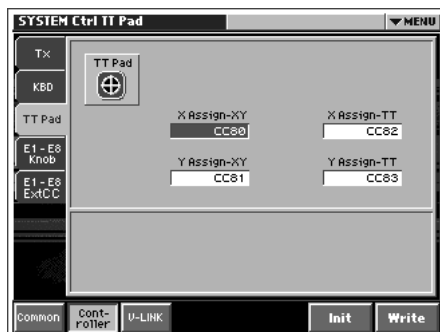 SYSTEM Ctrl TT Pad
▼MENU
Tx
KBD
TT Pad
E1 - E8
Knob
E1 - E8
ExtCC
TT Pad
X Assign-XY
CC80
X Assign-TT
CC82
Y Assign-XY
CC81
Y Assign-TT
CC83
Common
Cont-
roller
V-LINK
Init
Write